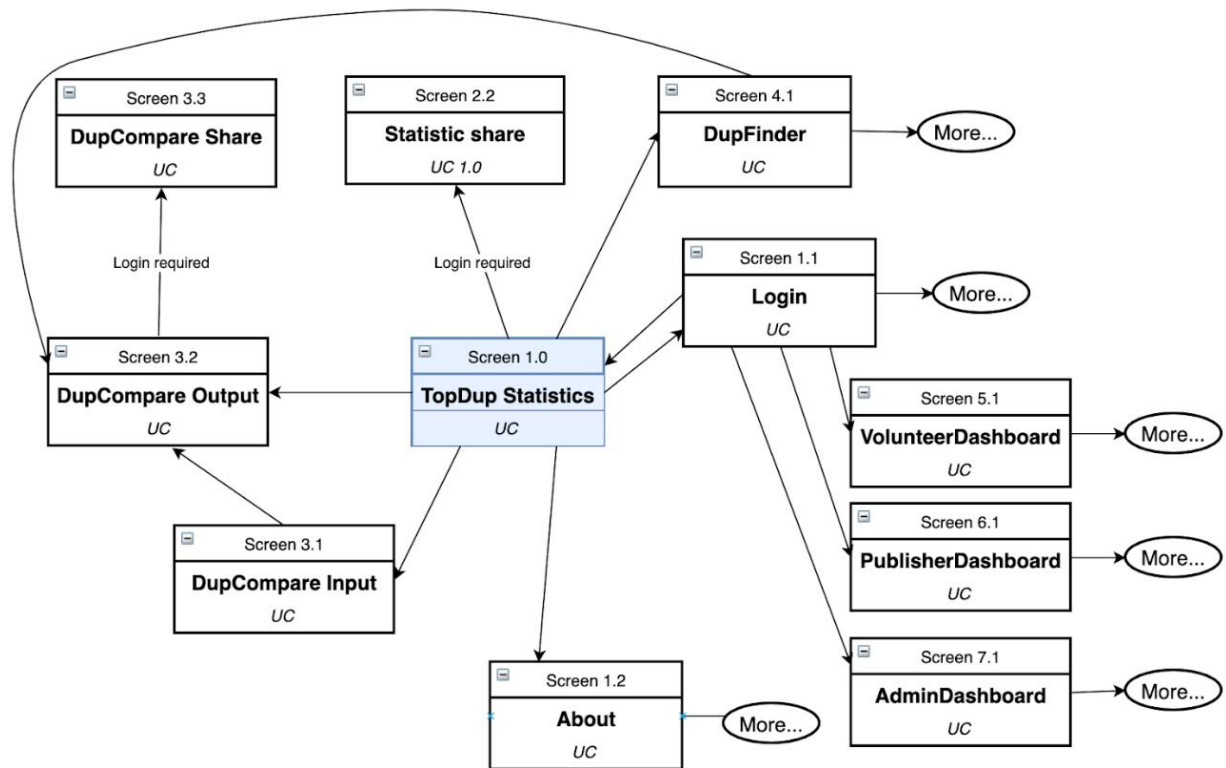 Screen 3.3
DupCompare Share
UC
Screen 2.2
Statistic share
UC 1.0
Screen 4.1
DupFinder
UC
More...
Login required
Login required
Screen 1.1
Login
UC
More...
Screen 3.2
DupCompare Output
UC
Screen 1.0
TopDup Statistics
UC
Screen 5.1
VolunteerDashboard
UC
More...
Screen 3.1
DupCompare Input
UC
Screen 6.1
PublisherDashboard
UC
More...
Screen 1.2
About
UC
More...
Screen 7.1
AdminDashboard
UC
More...